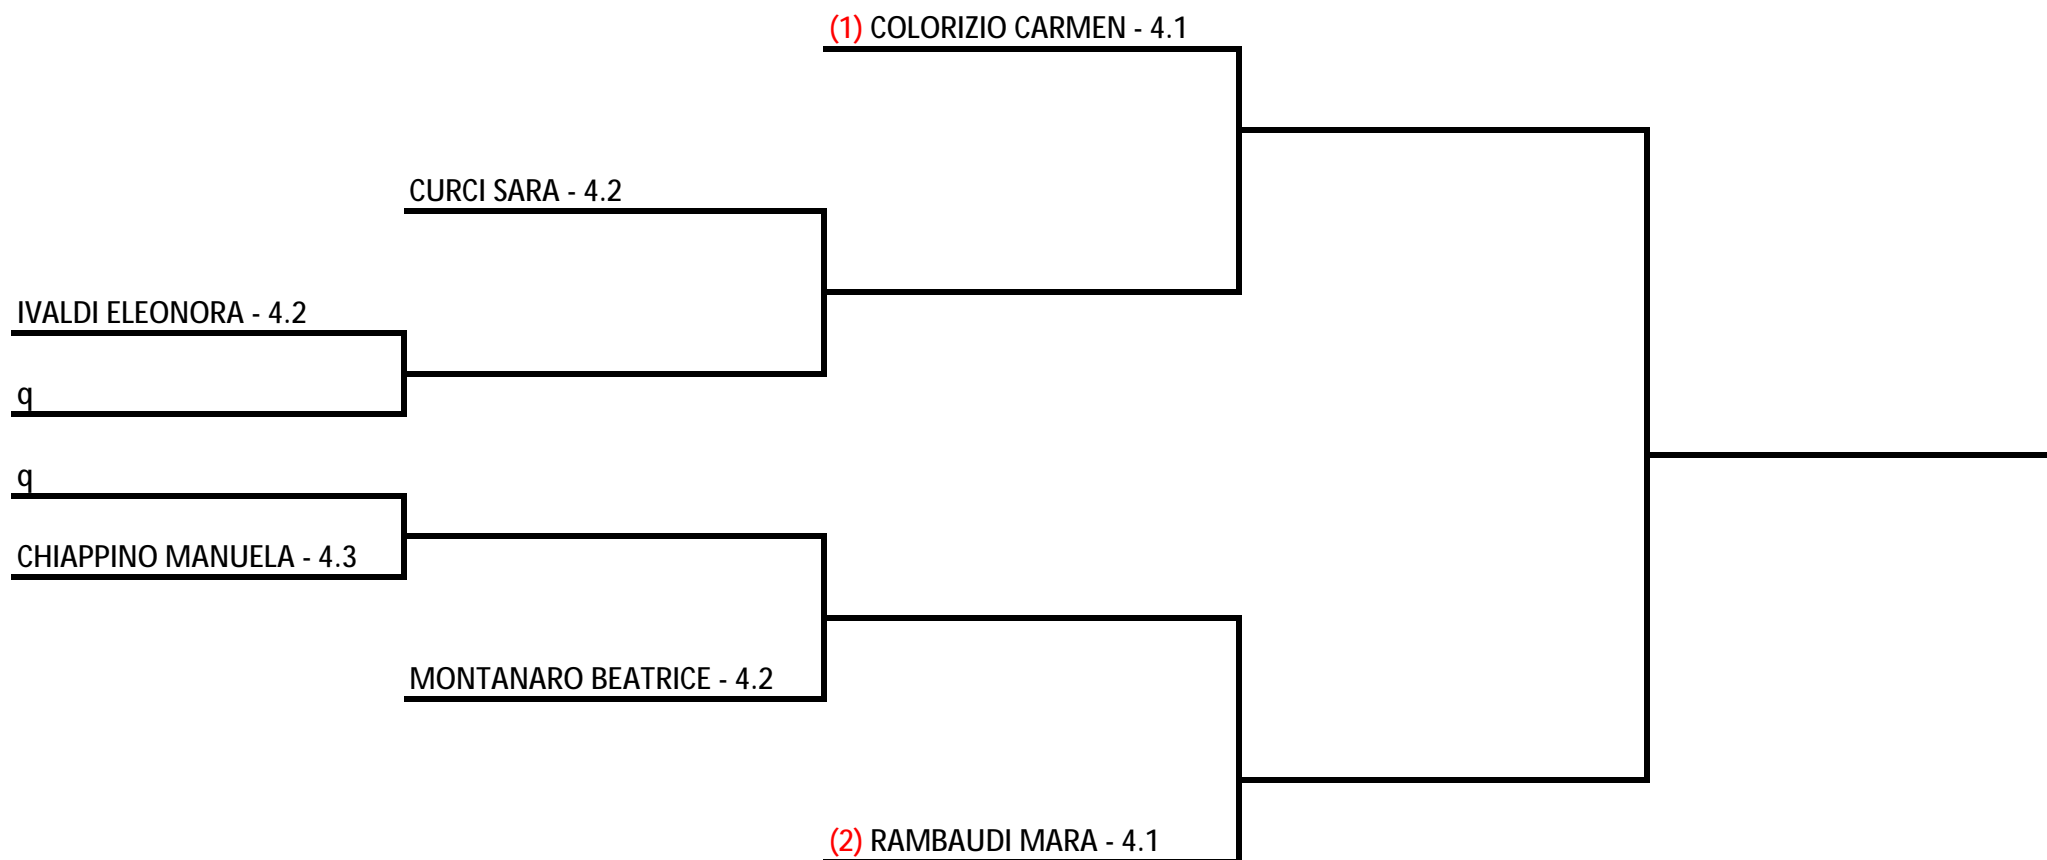 (1) COLORIZIO CARMEN - 4.1
CURCI SARA - 4.2
IVALDI ELEONORA - 4.2
q
q
CHIAPPINO MANUELA - 4.3
MONTANARO BEATRICE - 4.2
(2) RAMBAUDI MARA - 4.1